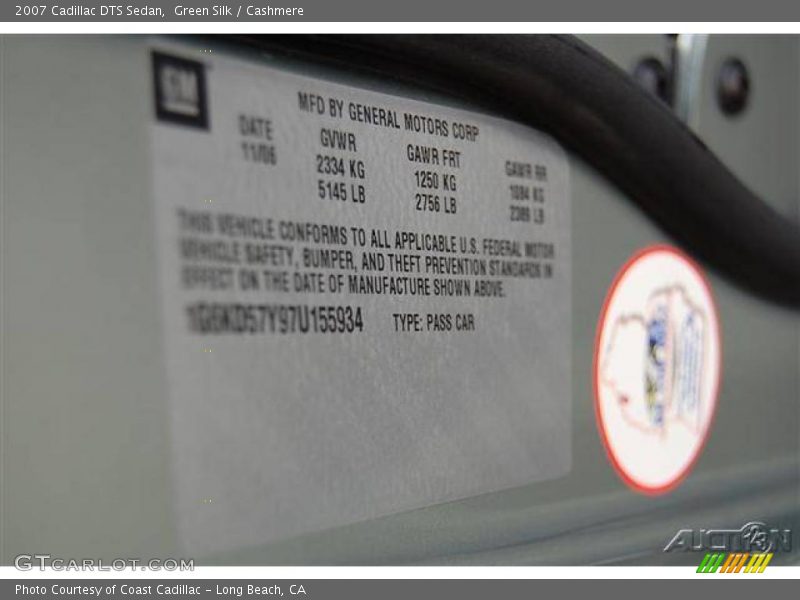 2007 Cadillac DTS Sedan,  Green Silk / Cashmere
GM
MFD BY GENERAL MOTORS CORP
DATE GVWR GAWR FRT GAWR RR
11/06 2334 KG 1250 KG 1084 KG
5145 LB 2756 LB 2389 LB
THIS VEHICLE CONFORMS TO ALL APPLICABLE U.S. FEDERAL MOTOR
VEHICLE SAFETY, BUMPER, AND THEFT PREVENTION STANDARDS IN
EFFECT ON THE DATE OF MANUFACTURE SHOWN ABOVE.
1G6KD57Y97U155934 TYPE: PASS CAR
GTCARLOT.COM
AUCTION 123
Photo Courtesy of Coast Cadillac - Long Beach, CA